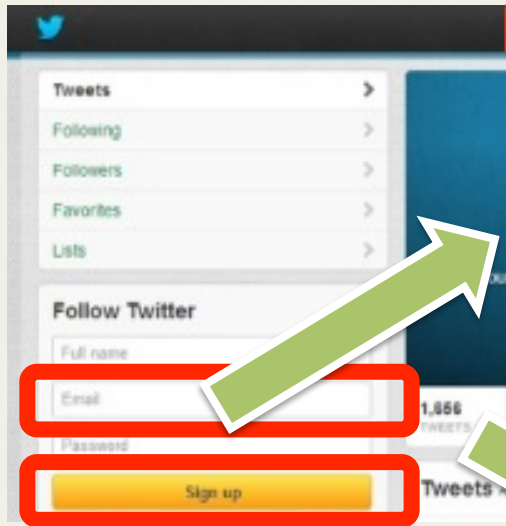 Tweets
Following
Followers
Favorites
Lists
Follow Twitter
Full name
Email
Password
Sign up
1,656
TWEETS
Tweets